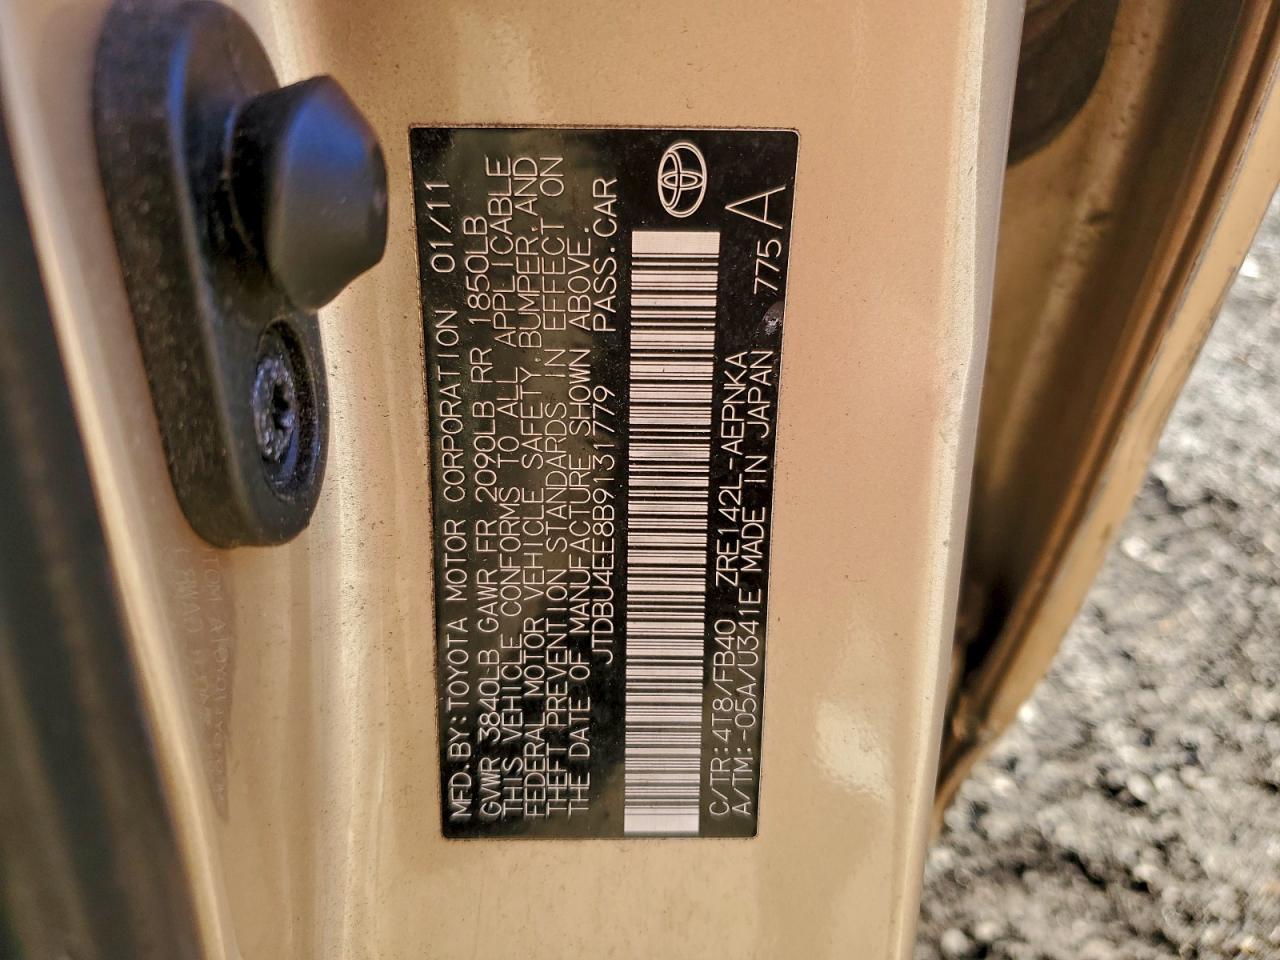 MFD.BY:TOYOTA MOTOR CORPORATION 01/11
GVWR 3840LB GAWR FR 2090LB RR 1850LB
THIS VEHICLE CONFORMS TO ALL APPLICABLE
FEDERAL MOTOR VEHICLE SAFETY,BUMPER,AND
THEFT PREVENTION STANDARDS IN EFFECT ON
THE DATE OF MANUFACTURE SHOWN ABOVE.
JTDBU4EE8B9131779 PASS.CAR
C/TR:4T8/FB40 ZRE142L-AEPNKA 775 A
A/TM:-05A/U341E MADE IN JAPAN